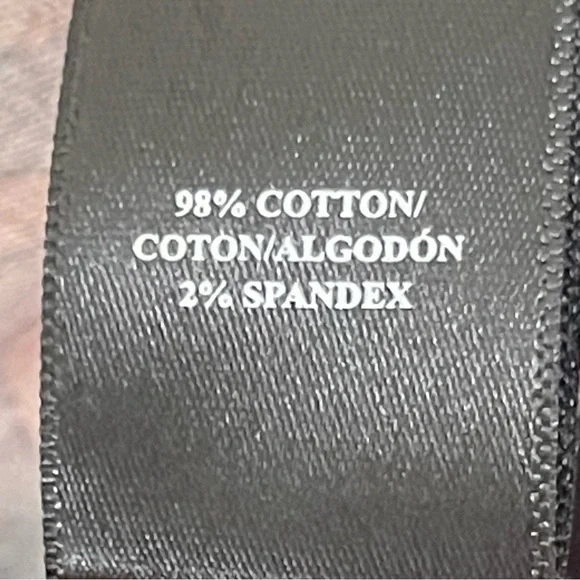 98% COTTON/
COTON/ALGODÓN
2% SPANDEX